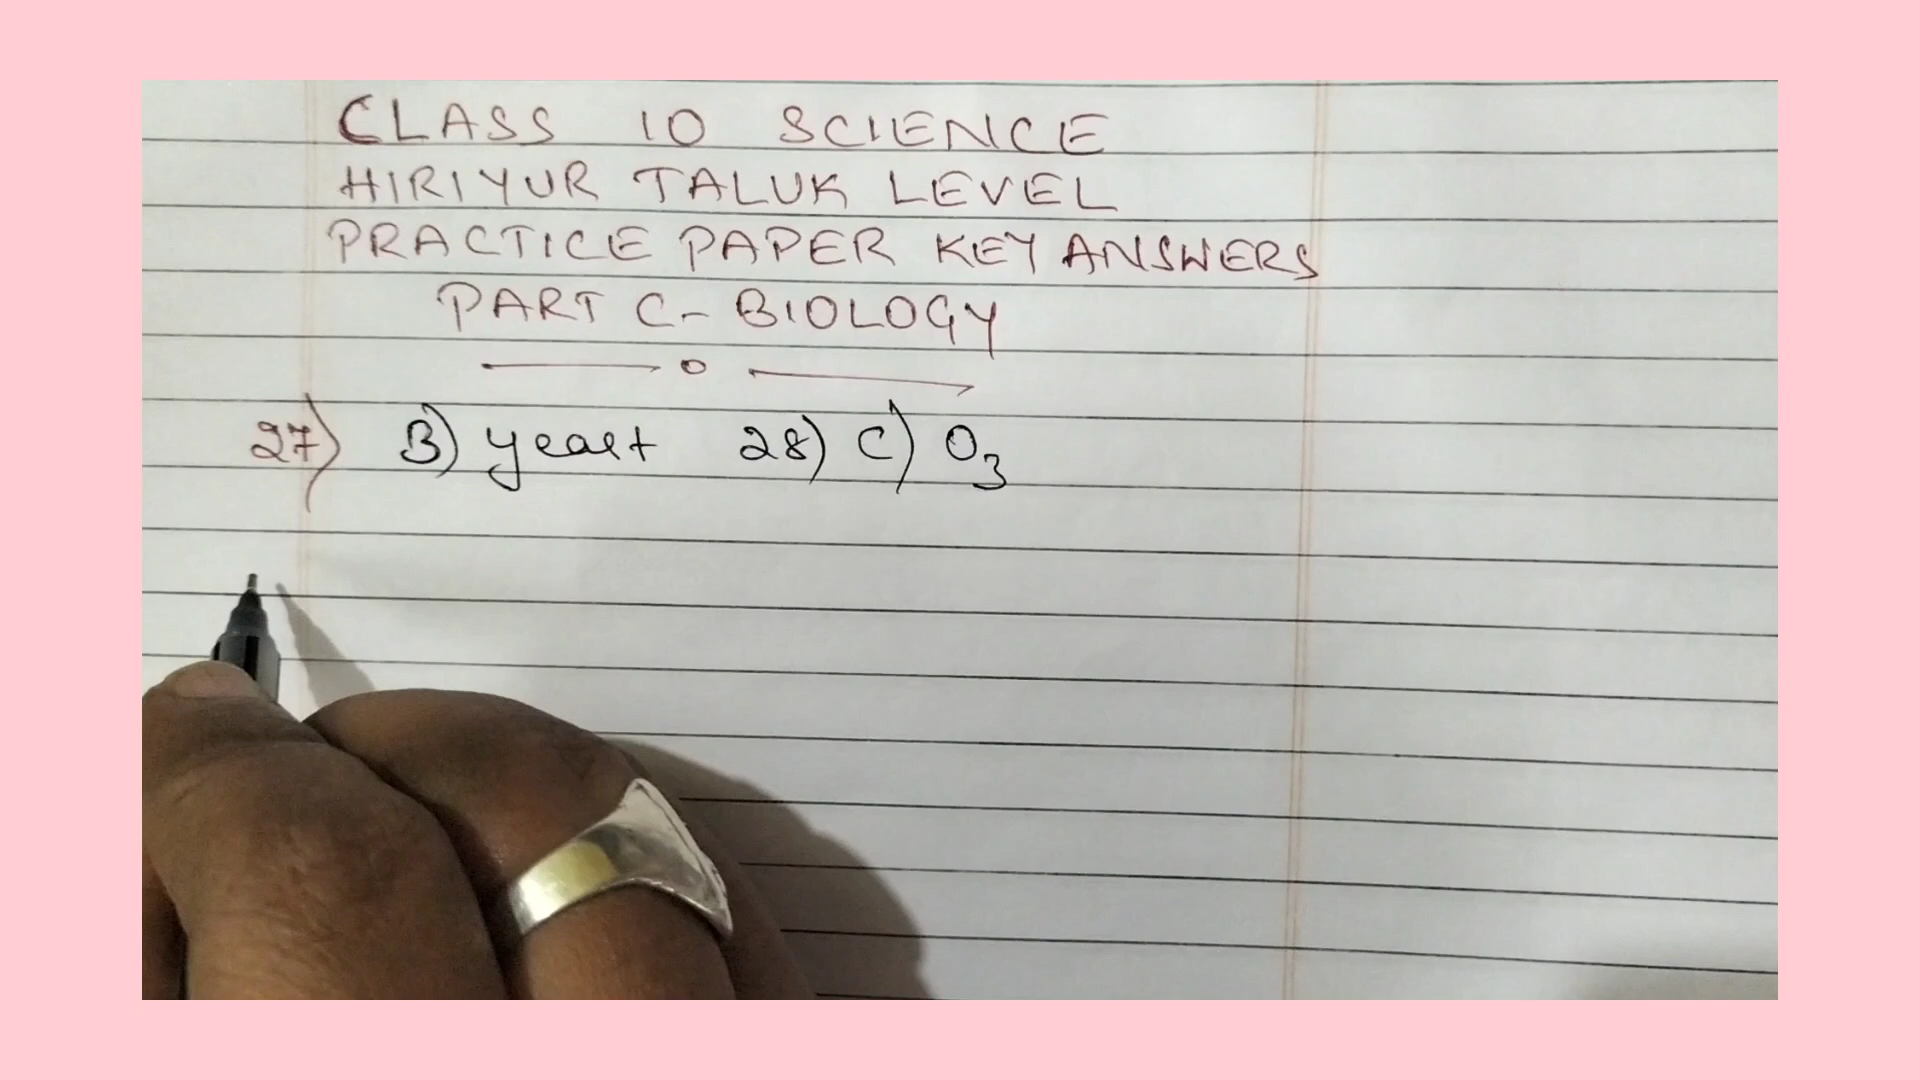 CLASS 10 SCIENCE
HIRIYUR TALUK LEVEL
PRACTICE PAPER KEY ANSWERS
PART C - BIOLOGY
27) B) yeast 28) C) O₃